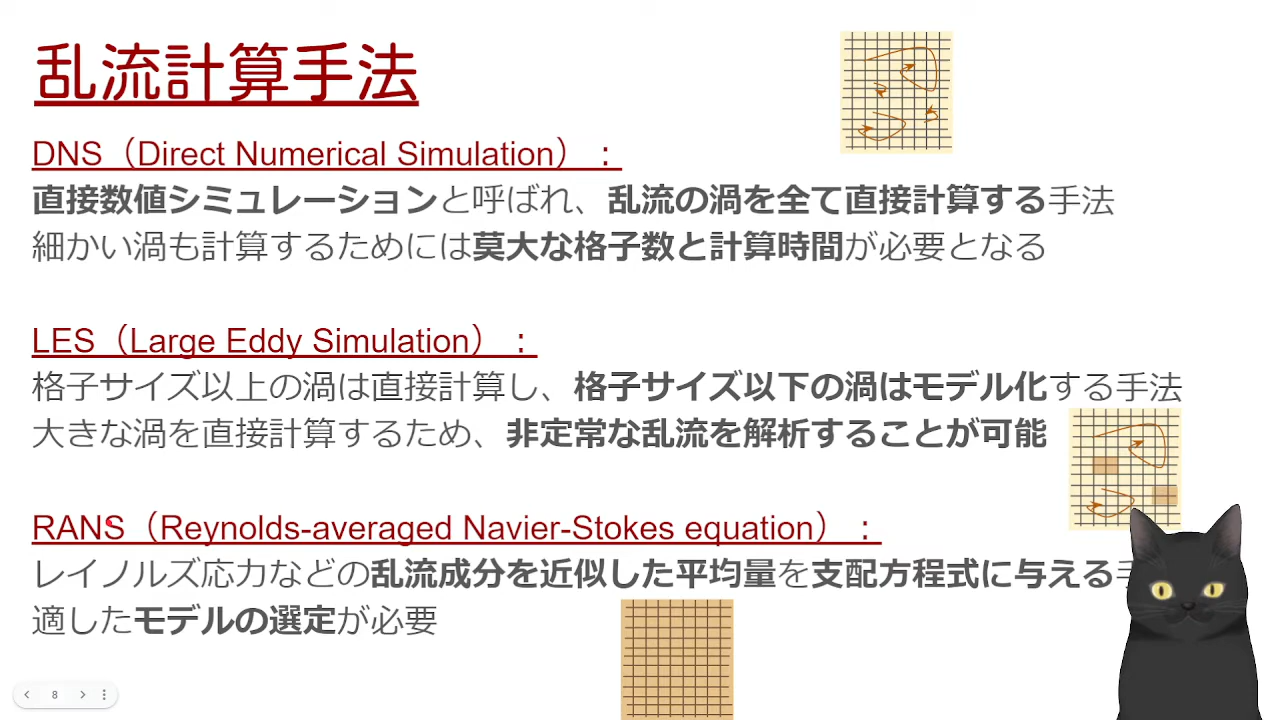 乱流計算手法
DNS（Direct Numerical Simulation）：
直接数値シミュレーションと呼ばれ、乱流の渦を全て直接計算する手法
細かい渦も計算するためには莫大な格子数と計算時間が必要となる
LES（Large Eddy Simulation）：
格子サイズ以上の渦は直接計算し、格子サイズ以下の渦はモデル化する手法
大きな渦を直接計算するため、非定常な乱流を解析することが可能
RANS（Reynolds-averaged Navier-Stokes equation）：
レイノルズ応力などの乱流成分を近似した平均量を支配方程式に与える
適したモデルの選定が必要
8